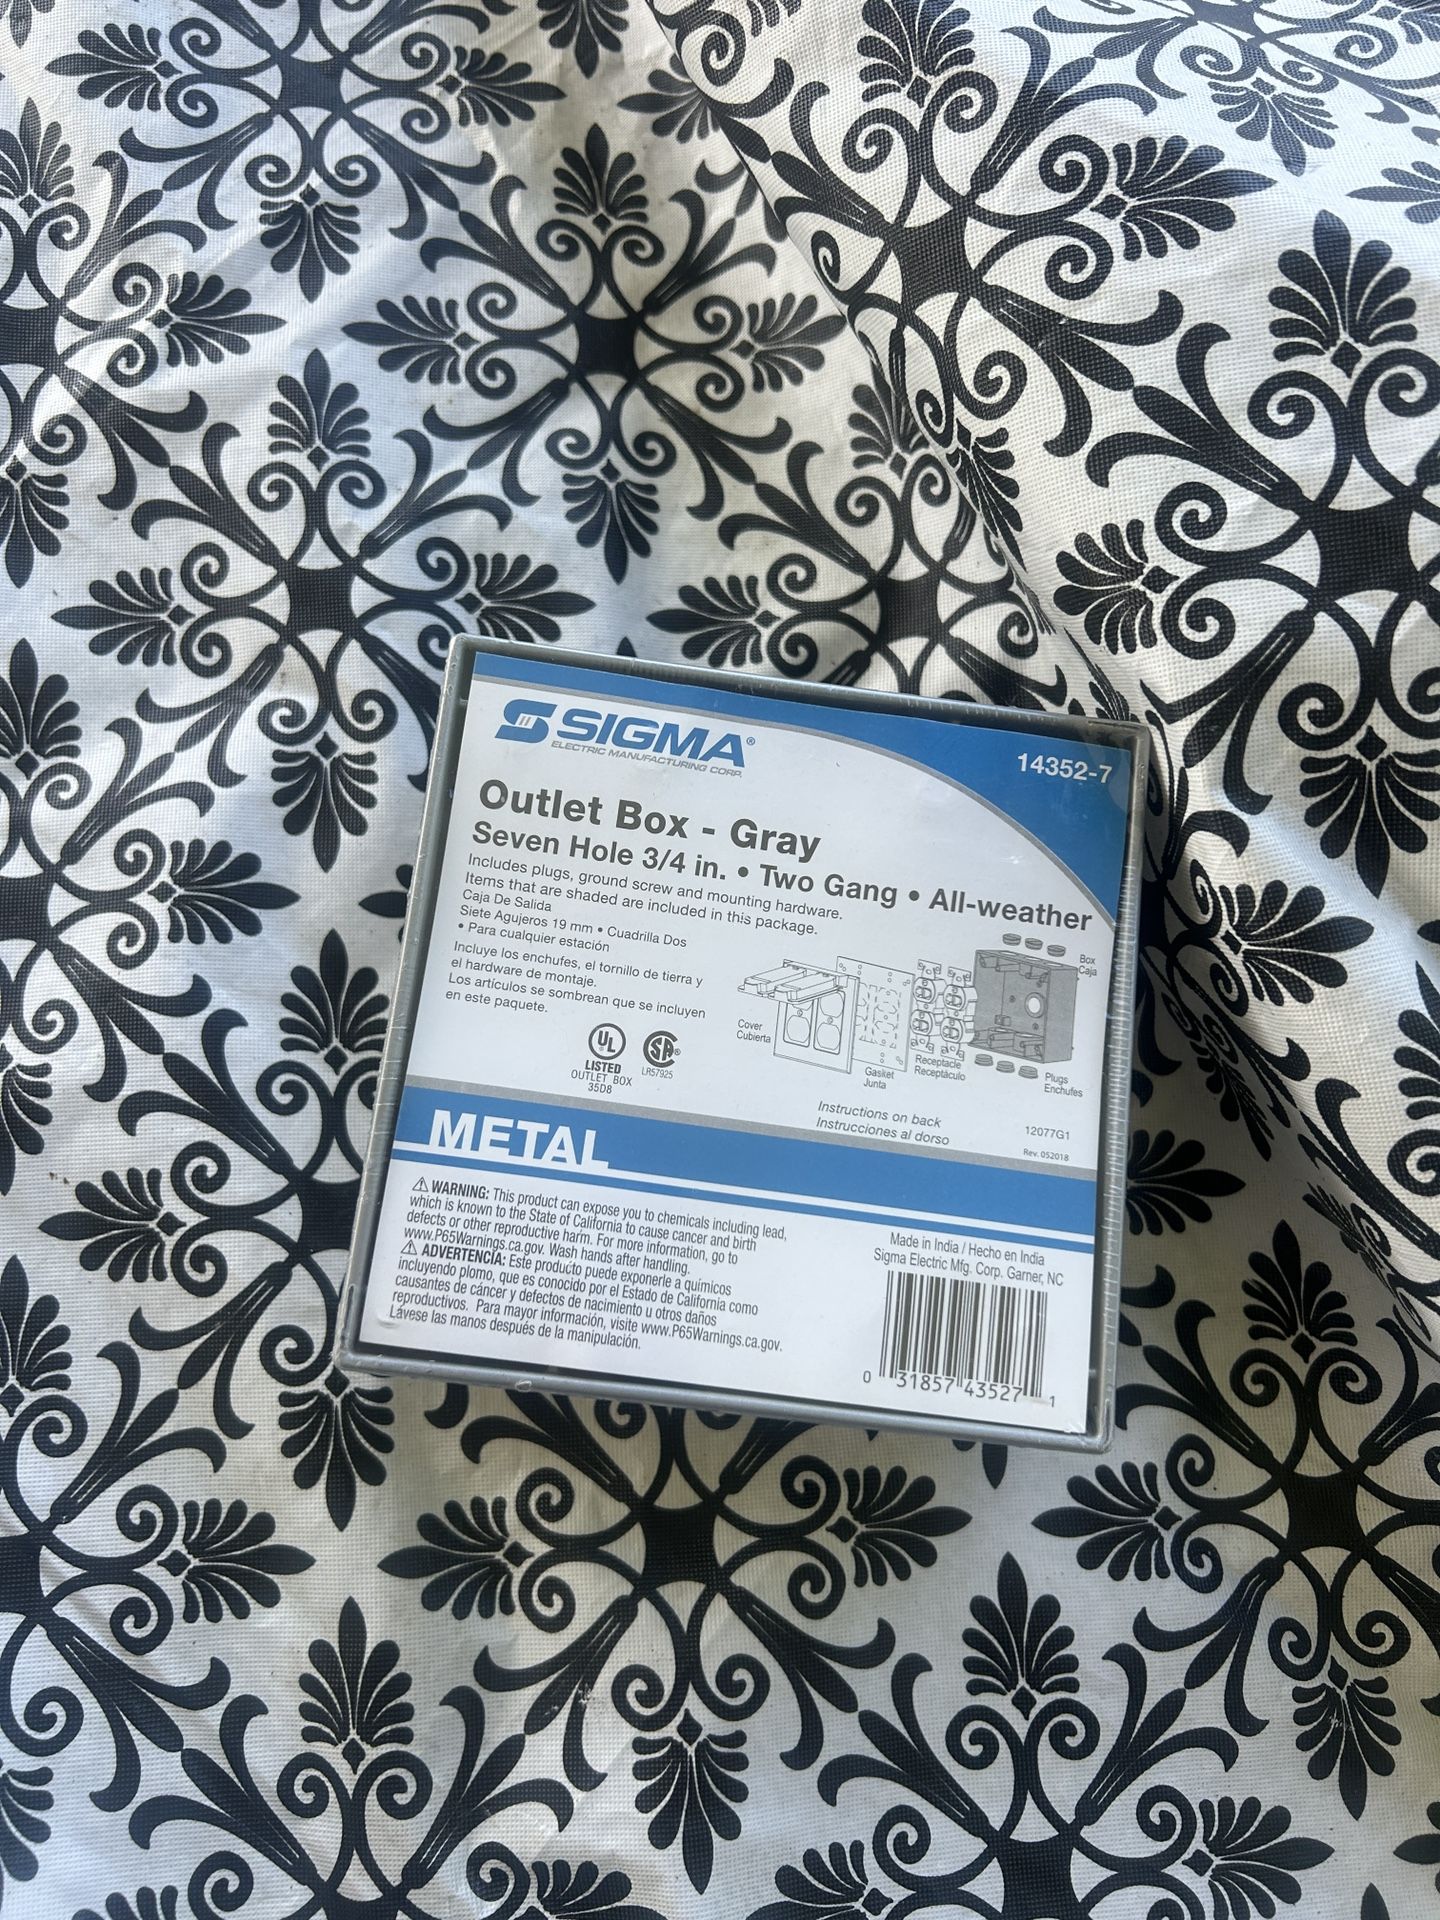 SIGMA®
ELECTRIC MANUFACTURING CORP.
14352-7
Outlet Box - Gray
Seven Hole 3/4 in. • Two Gang • All-weather
Includes plugs, ground screw and mounting hardware.
Items that are shaded are included in this package.
Caja De Salida
Siete Agujeros 19 mm • Cuadrilla Dos
• Para cualquier estación
Incluye los enchufes, el tornillo de tierra y
el hardware de montaje.
Los artículos se sombrean que se incluyen
en este paquete.
Box
Caja
Cover
Cubierta
Gasket
Junta
Receptacle
Receptáculo
Plugs
Enchufes
UL
LISTED
OUTLET BOX
35D8
SA®
LR57925
Instructions on back
Instrucciones al dorso
12077G1
Rev. 052018
METAL
⚠ WARNING: This product can expose you to chemicals including lead,
which is known to the State of California to cause cancer and birth
defects or other reproductive harm. For more information, go to
www.P65Warnings.ca.gov. Wash hands after handling.
⚠ ADVERTENCIA: Este producto puede exponerle a químicos
incluyendo plomo, que es conocido por el Estado de California como
causantes de cáncer y defectos de nacimiento u otros daños
reproductivos. Para mayor información, visite www.P65Warnings.ca.gov.
Lávese las manos después de la manipulación.
Made in India / Hecho en India
Sigma Electric Mfg. Corp. Garner, NC
0 31857 43527 1